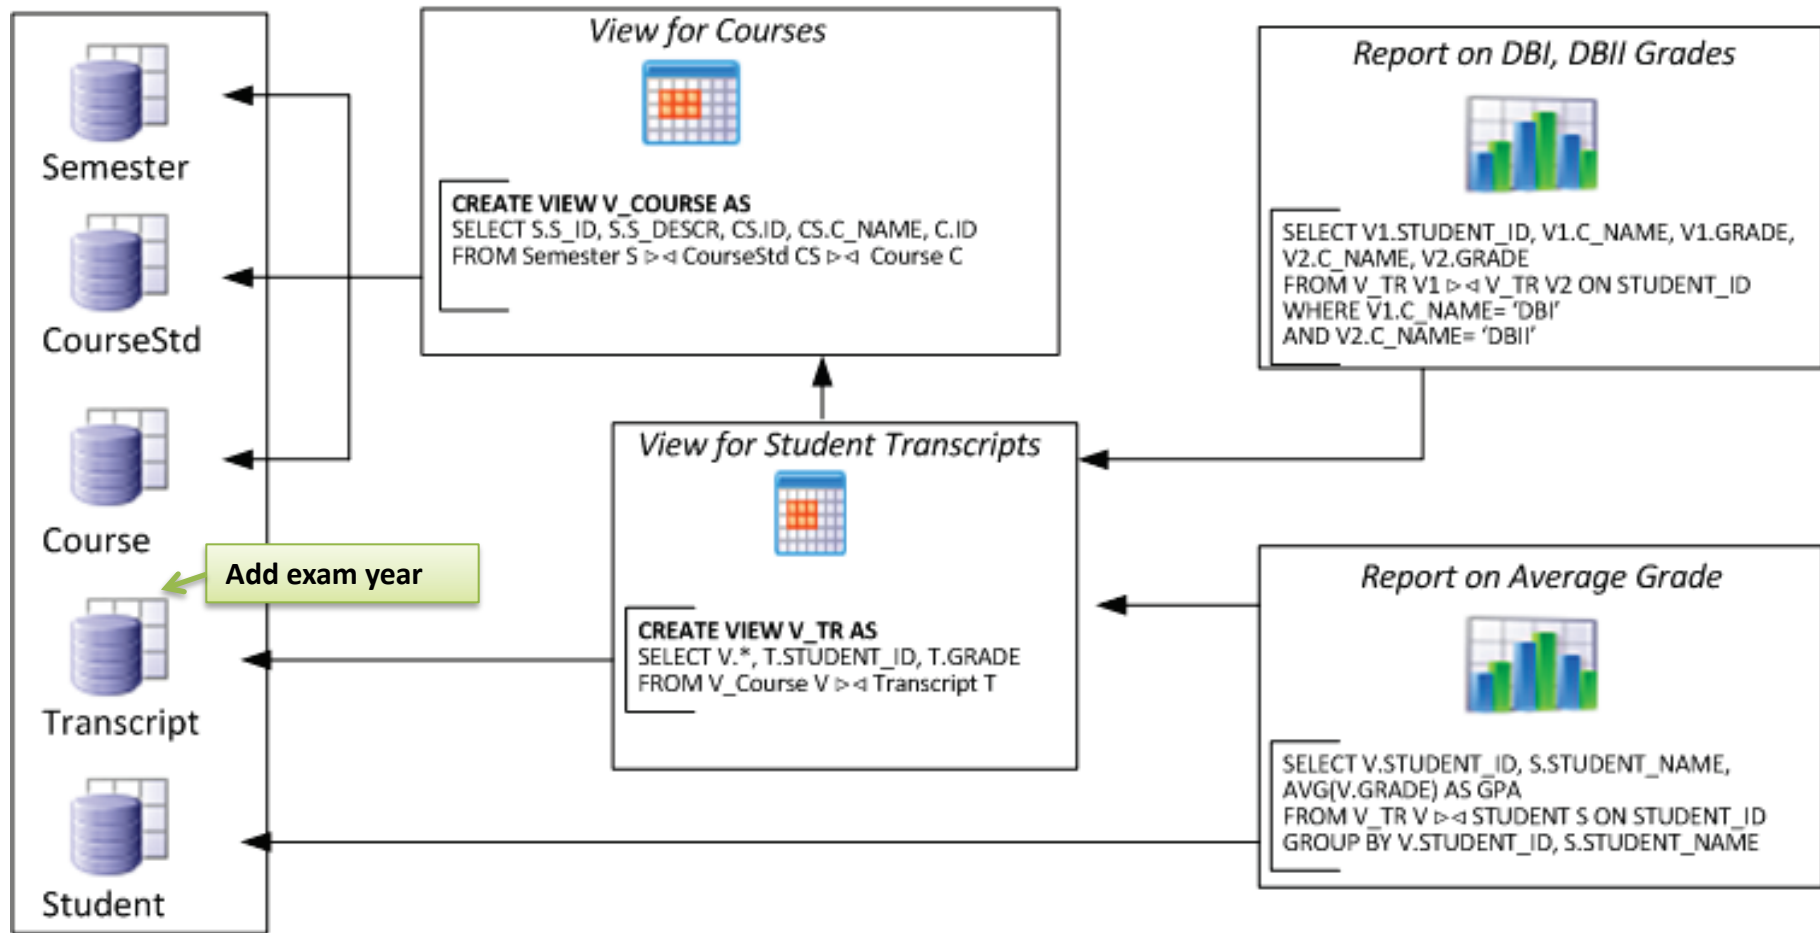 Semester
CourseStd
Course
Add exam year
Transcript
Student
View for Courses
CREATE VIEW V_COURSE AS
SELECT S.S_ID, S.S_DESCR, CS.ID, CS.C_NAME, C.ID
FROM Semester S ▷◁ CourseStd CS ▷◁ Course C
View for Student Transcripts
CREATE VIEW V_TR AS
SELECT V.*, T.STUDENT_ID, T.GRADE
FROM V_Course V ▷◁ Transcript T
Report on DBI, DBII Grades
SELECT V1.STUDENT_ID, V1.C_NAME, V1.GRADE,
V2.C_NAME, V2.GRADE
FROM V_TR V1 ▷◁ V_TR V2 ON STUDENT_ID
WHERE V1.C_NAME= ‘DBI’
AND V2.C_NAME= ‘DBII’
Report on Average Grade
SELECT V.STUDENT_ID, S.STUDENT_NAME,
AVG(V.GRADE) AS GPA
FROM V_TR V ▷◁ STUDENT S ON STUDENT_ID
GROUP BY V.STUDENT_ID, S.STUDENT_NAME